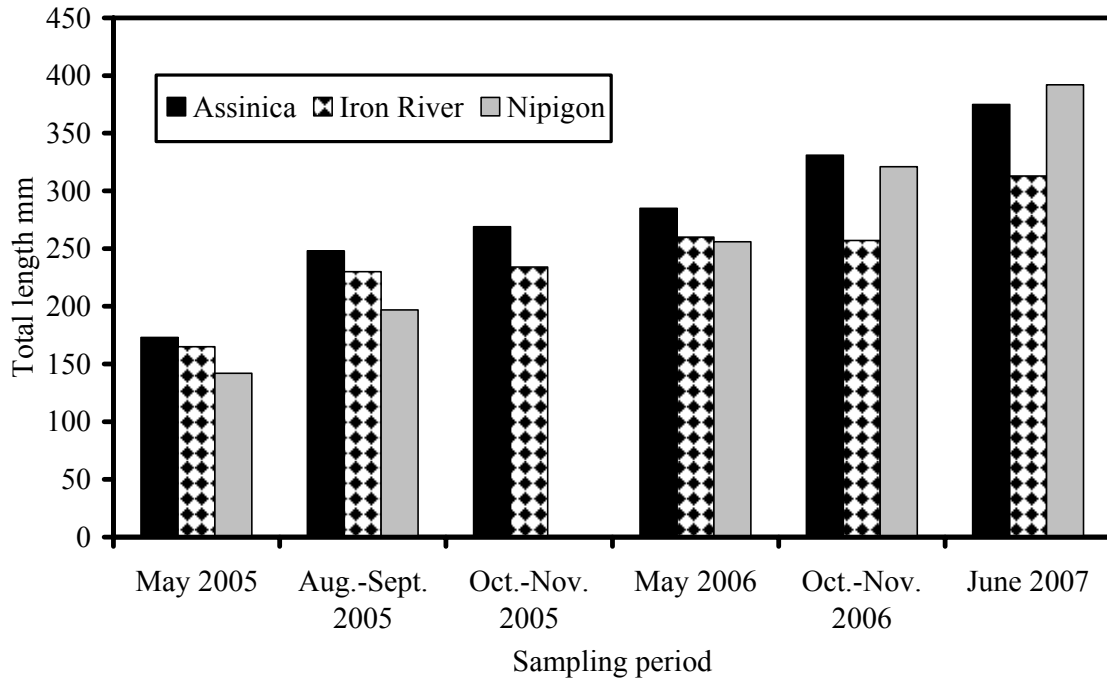 450
400
350
300
250
200
150
100
50
0
Total length mm
Assinica Iron River Nipigon
May 2005 Aug.-Sept. Oct.-Nov. May 2006 Oct.-Nov. June 2007
2005 2005 2006
Sampling period